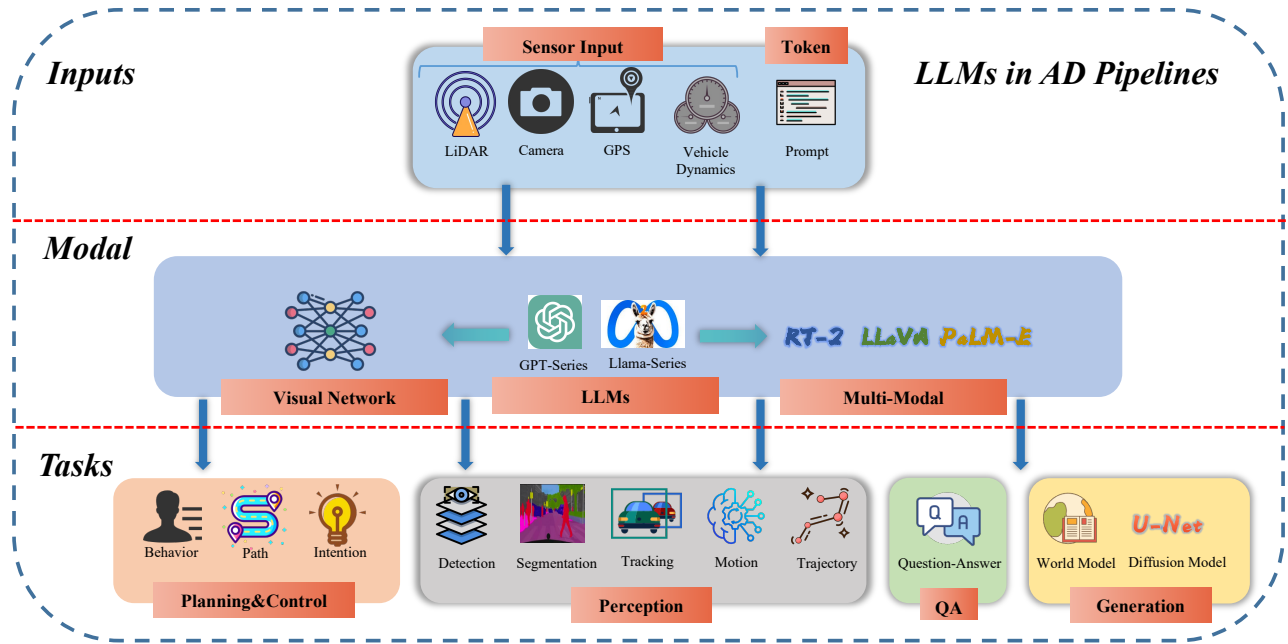 Inputs
Sensor Input
Token
LLMs in AD Pipelines
LiDAR
Camera
GPS
Vehicle
Dynamics
Prompt
Modal
GPT-Series
Llama-Series
RT-2
LLaVA
PaLM-E
Visual Network
LLMs
Multi-Modal
Tasks
Behavior
Path
Intention
Planning&Control
Detection
Segmentation
Tracking
Motion
Trajectory
Perception
Q
A
Question-Answer
QA
World Model
U-Net
Diffusion Model
Generation